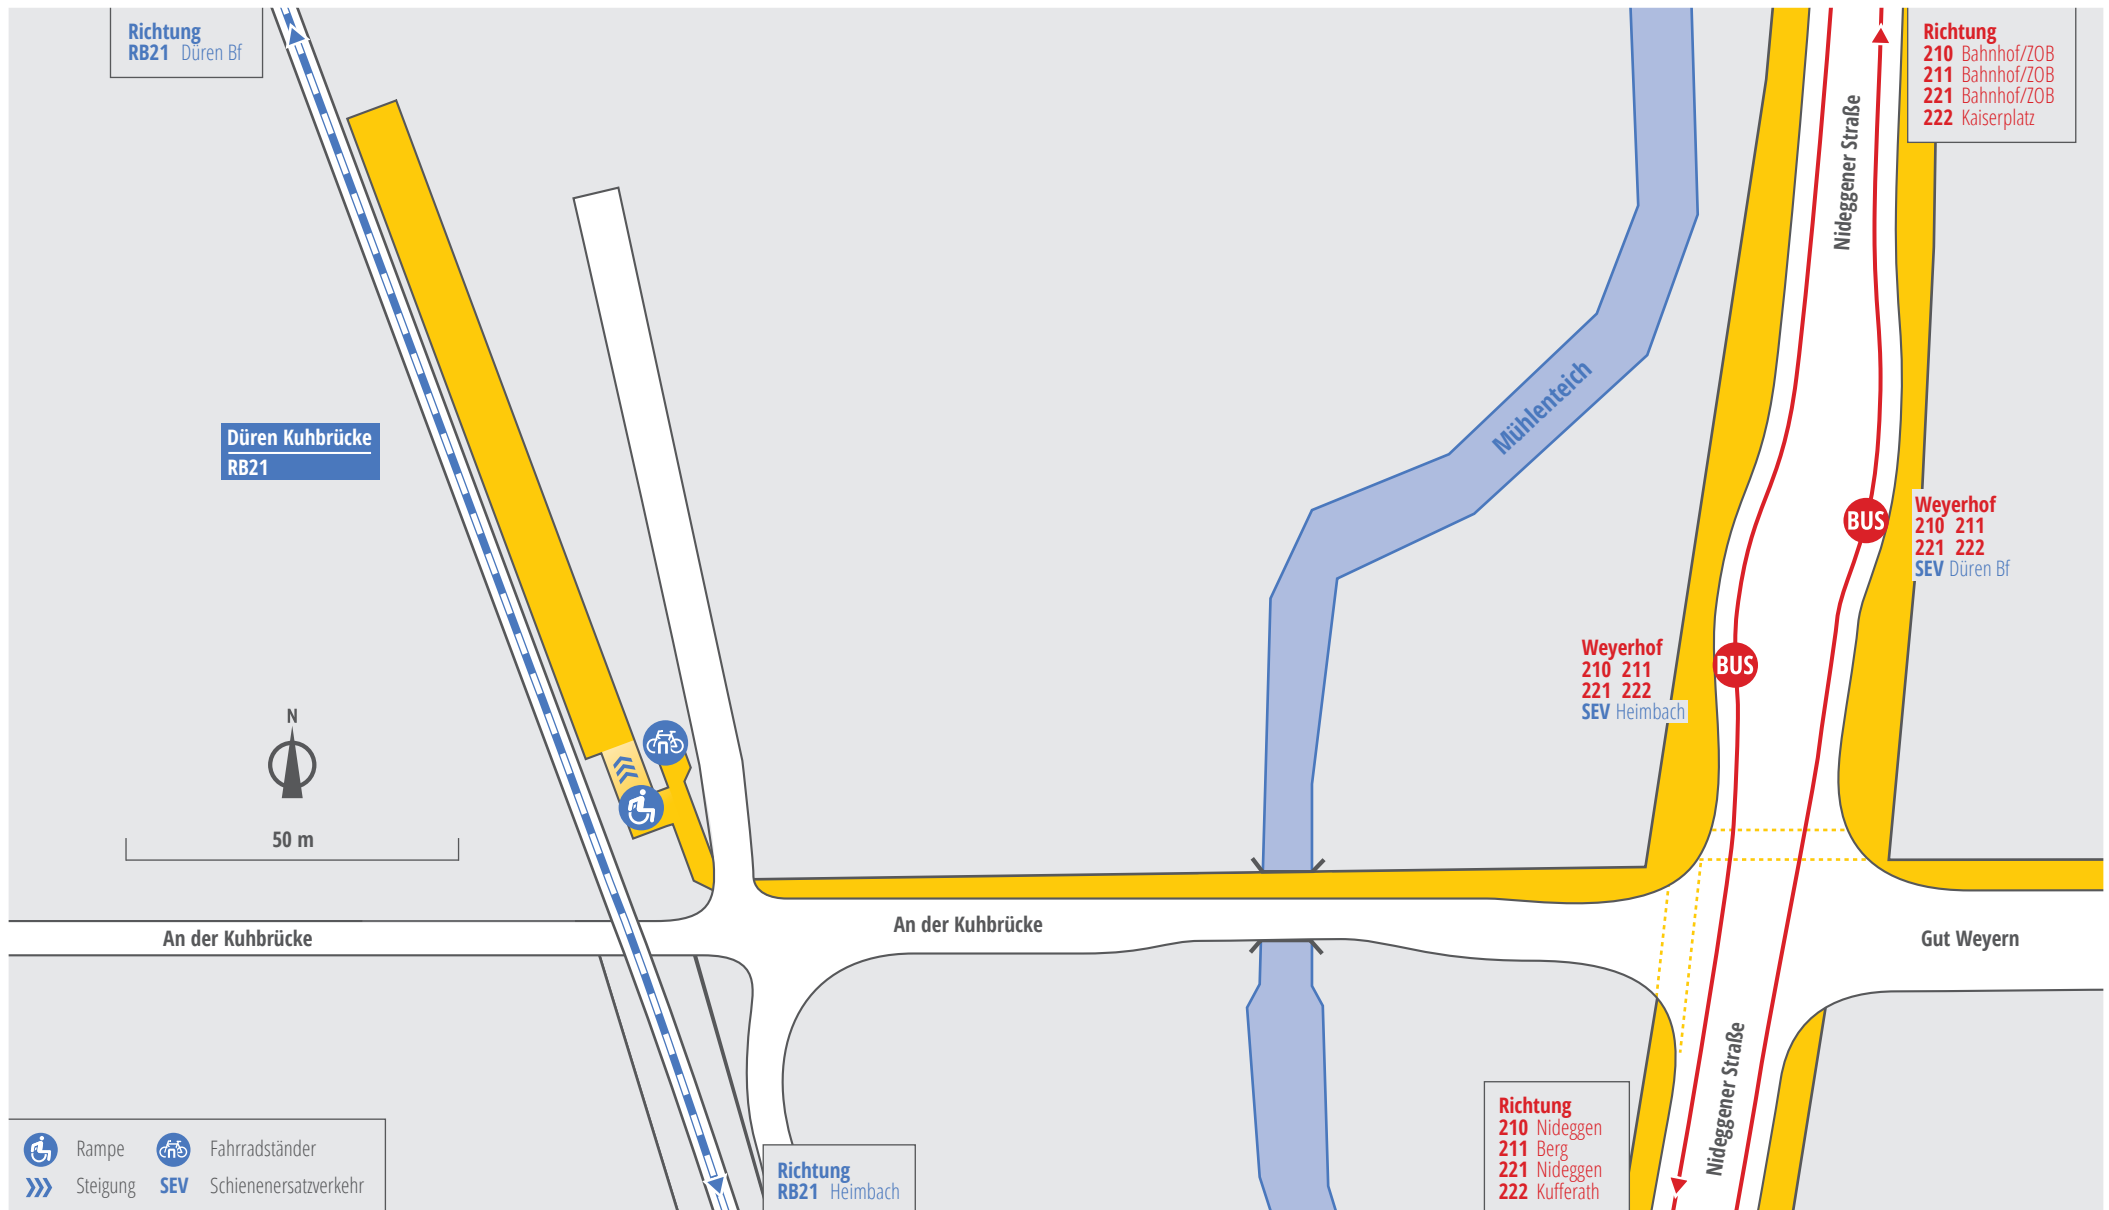 Richtung
RB21 Düren Bf
Richtung
210 Bahnhof/ZOB
211 Bahnhof/ZOB
221 Bahnhof/ZOB
222 Kaiserplatz
Nideggener Straße
Mühlenteich
Düren Kuhbrücke
RB21
BUS
Weyerhof
210 211
221 222
SEV Düren Bf
Weyerhof
210 211
221 222
SEV Heimbach
BUS
N
50 m
An der Kuhbrücke
An der Kuhbrücke
Gut Weyern
Nideggener Straße
Rampe
Fahrradständer
Steigung
SEV Schienenersatzverkehr
Richtung
RB21 Heimbach
Richtung
210 Nideggen
211 Berg
221 Nideggen
222 Kufferath